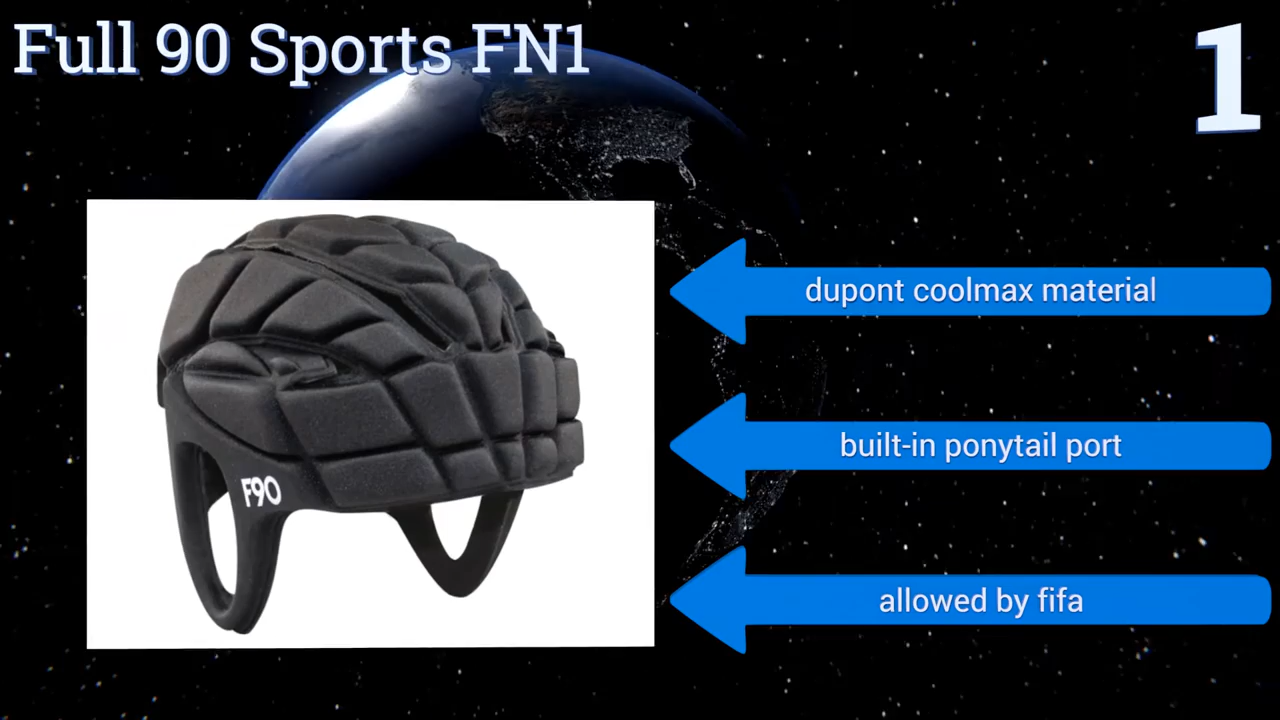 Full 90 Sports FN1
1
dupont coolmax material
built-in ponytail port
allowed by fifa
F90